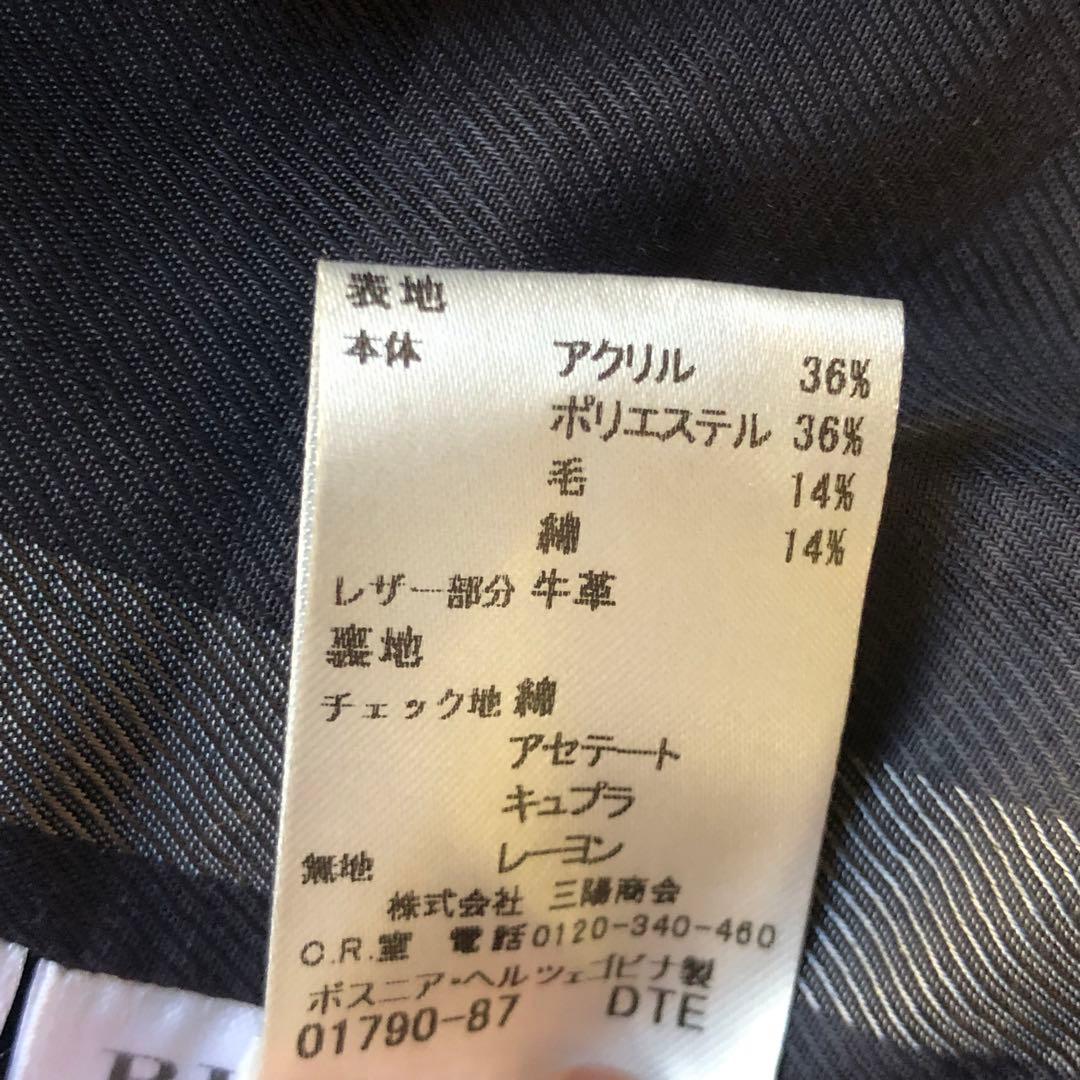 表地
本体 アクリル 36%
ポリエステル 36%
毛 14%
綿 14%
レザー部分 牛革
裏地
チェック地 綿
アセテート
キュプラ
無地 レーヨン
株式会社 三陽商会
C.R.室 電話0120-340-460
ボスニア・ヘルツェゴビナ製
01790-87 DTE